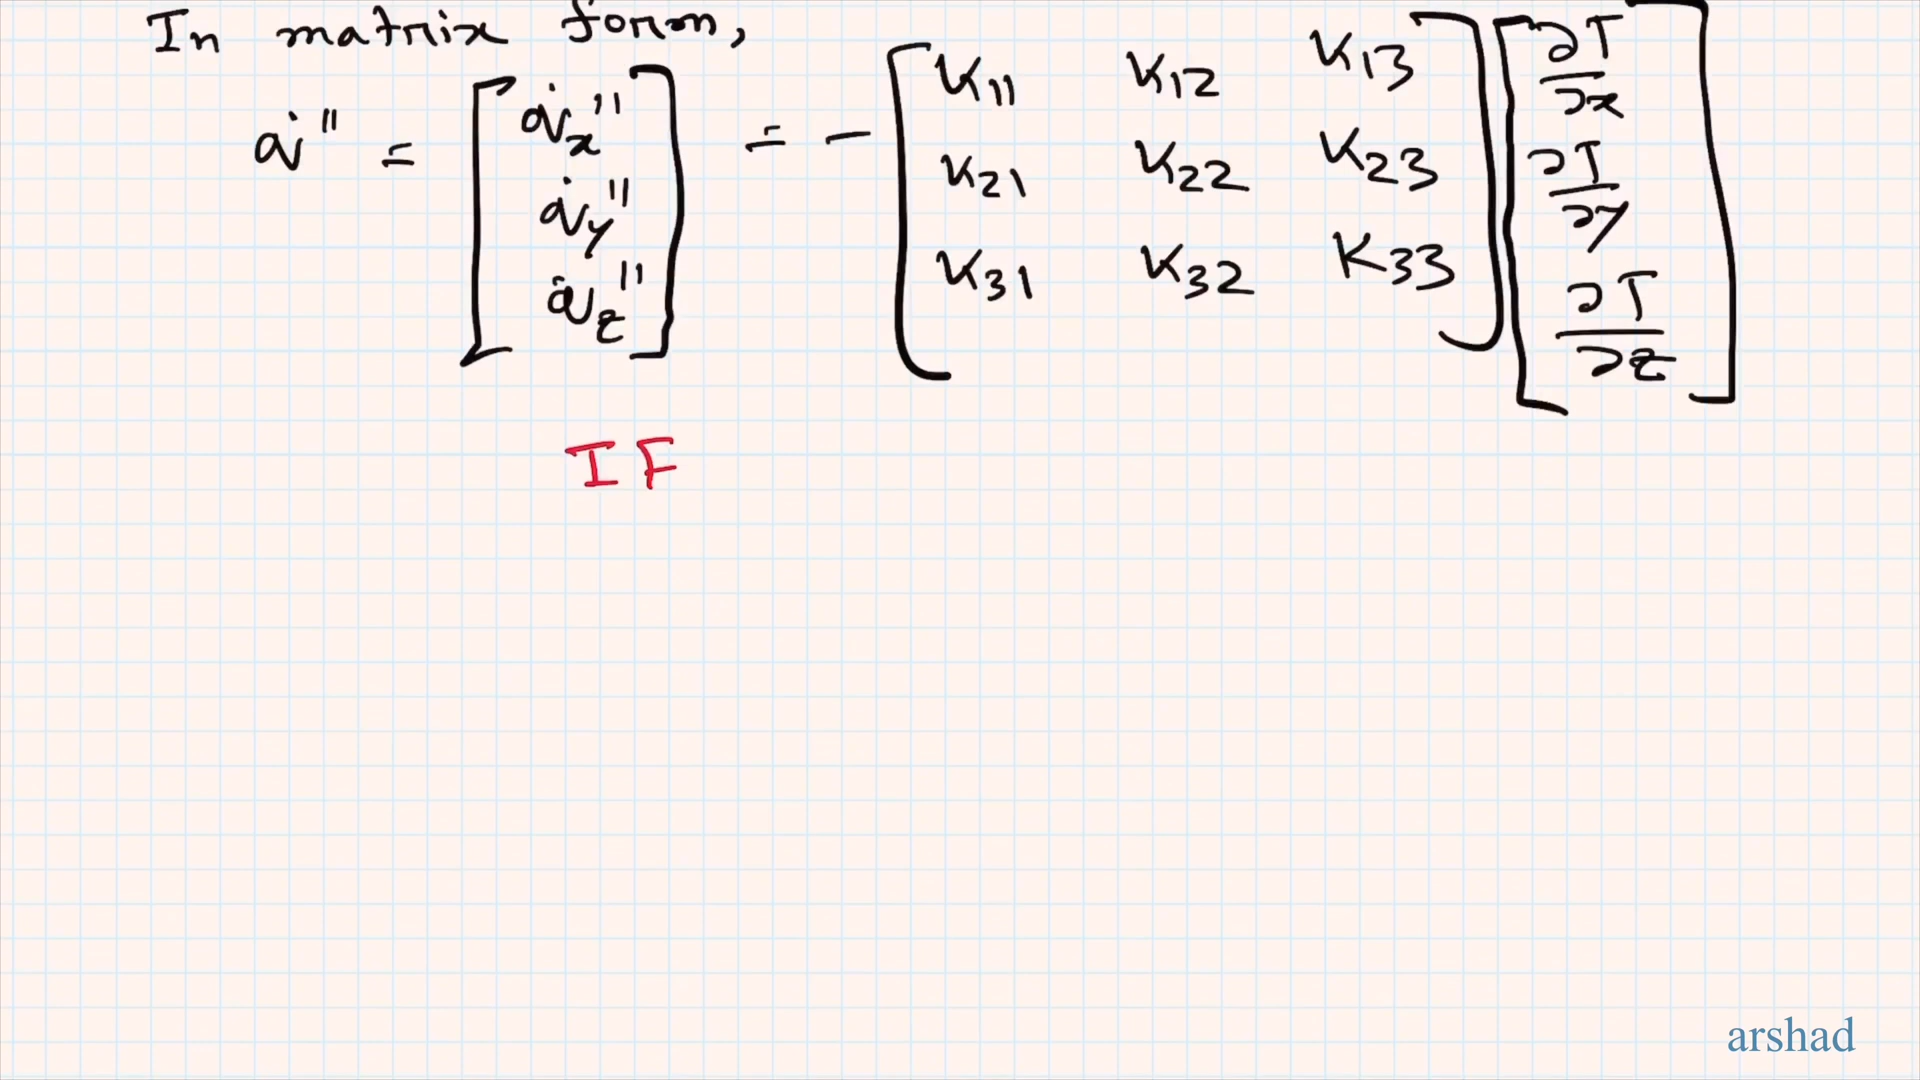 In matrix form,
q̇'' = [q̇x'' q̇y'' q̇z''] = - [K11 K12 K13 K21 K22 K23 K31 K32 K33] [∂T/∂x ∂T/∂y ∂T/∂z]
IF
arshad